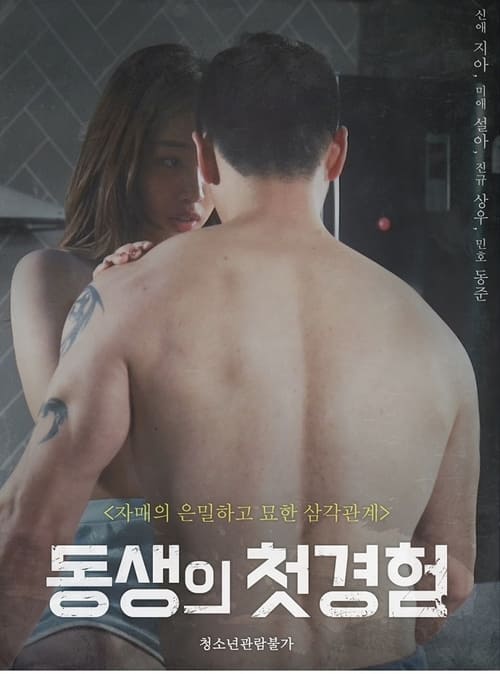 신애 지아, 미애 설아, 진규 상우, 민호 동준
<자매의 은밀하고 묘한 삼각관계>
동생의 첫경험
청소년관람불가